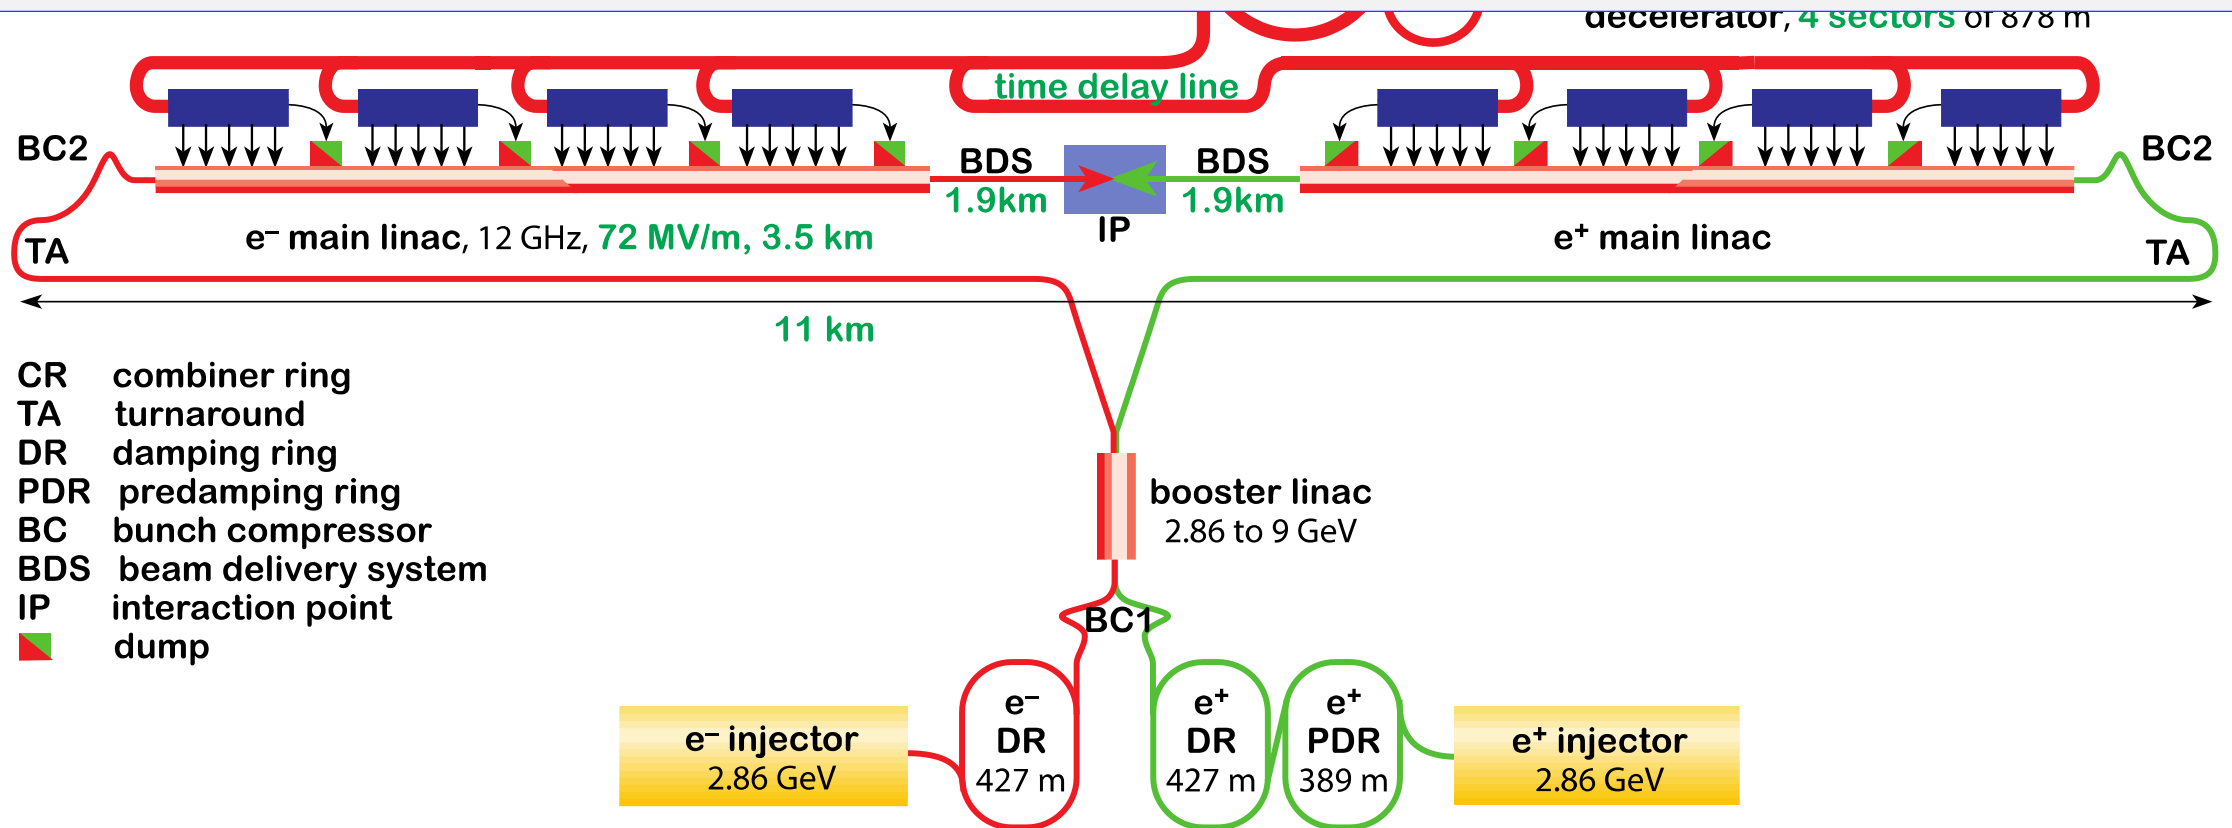 decelerator, 4 sectors of 878 m
time delay line
BC2
BDS
BDS
BC2
1.9km
1.9km
IP
TA
e– main linac, 12 GHz, 72 MV/m, 3.5 km
e+ main linac
TA
11 km
CR combiner ring
TA turnaround
DR damping ring
PDR predamping ring
BC bunch compressor
BDS beam delivery system
IP interaction point
dump
booster linac
2.86 to 9 GeV
BC1
e– injector
2.86 GeV
e–
DR
427 m
e+
DR
427 m
e+
PDR
389 m
e+ injector
2.86 GeV